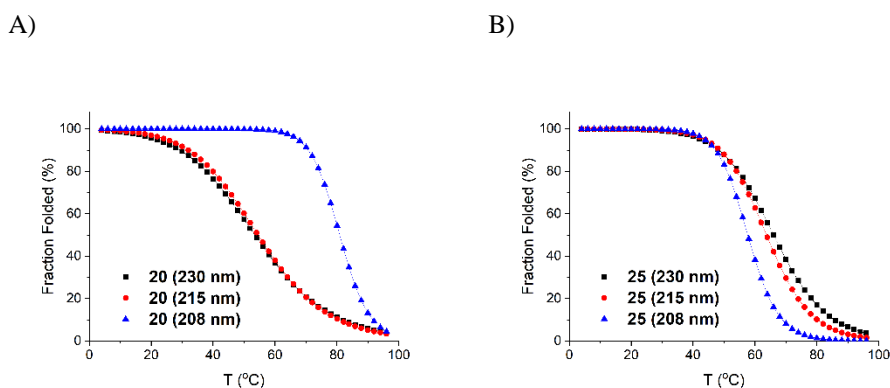 A)
B)
Fraction Folded (%)
100
80
60
40
20
0
20 (230 nm)
20 (215 nm)
20 (208 nm)
0 20 40 60 80 100
T (°C)
Fraction Folded (%)
100
80
60
40
20
0
25 (230 nm)
25 (215 nm)
25 (208 nm)
0 20 40 60 80 100
T (°C)